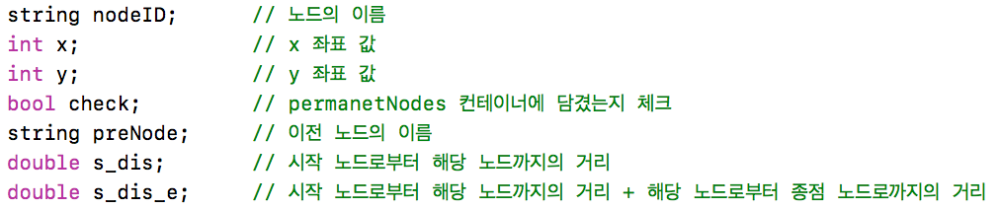 string nodeID; // 노드의 이름
int x; // x 좌표 값
int y; // y 좌표 값
bool check; // permanetNodes 컨테이너에 담겼는지 체크
string preNode; // 이전 노드의 이름
double s_dis; // 시작 노드로부터 해당 노드까지의 거리
double s_dis_e; // 시작 노드로부터 해당 노드까지의 거리 + 해당 노드로부터 종점 노드로까지의 거리